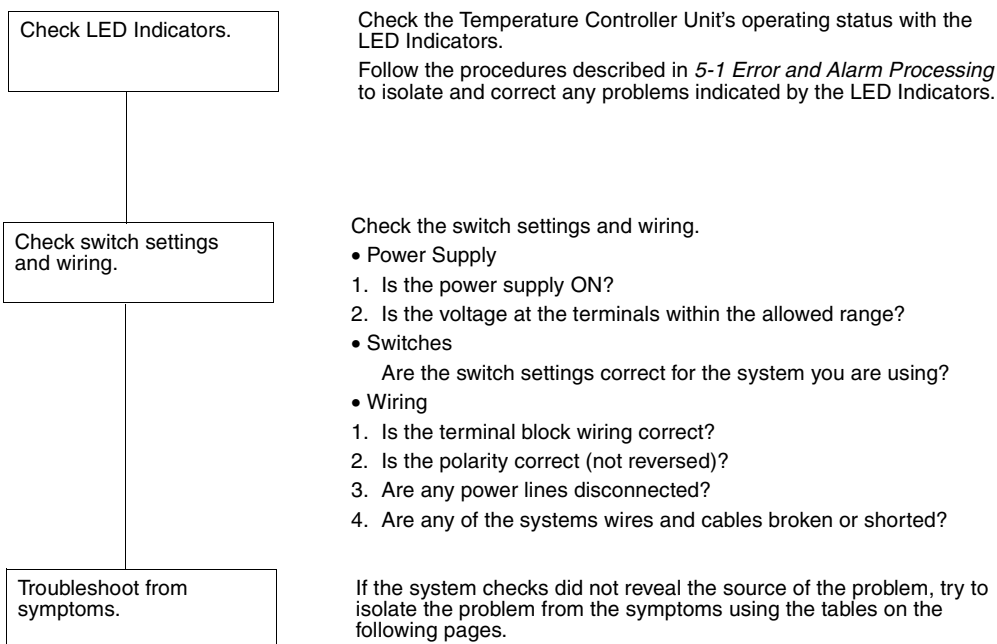 Check LED Indicators.
Check the Temperature Controller Unit's operating status with the
LED Indicators.
Follow the procedures described in 5-1 Error and Alarm Processing
to isolate and correct any problems indicated by the LED Indicators.
Check switch settings
and wiring.
Check the switch settings and wiring.
• Power Supply
1. Is the power supply ON?
2. Is the voltage at the terminals within the allowed range?
• Switches
Are the switch settings correct for the system you are using?
• Wiring
1. Is the terminal block wiring correct?
2. Is the polarity correct (not reversed)?
3. Are any power lines disconnected?
4. Are any of the systems wires and cables broken or shorted?
Troubleshoot from
symptoms.
If the system checks did not reveal the source of the problem, try to
isolate the problem from the symptoms using the tables on the
following pages.